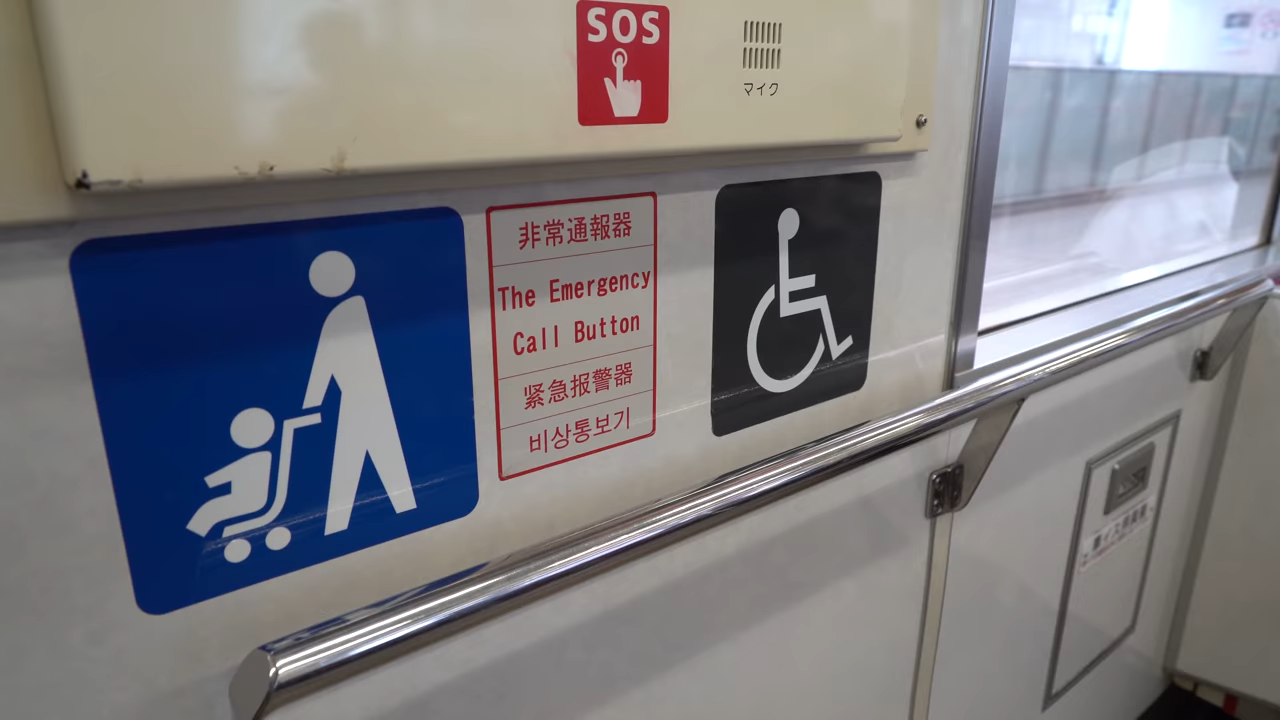 SOS
マイク
非常通報器
The Emergency
Call Button
紧急报警器
비상통보기